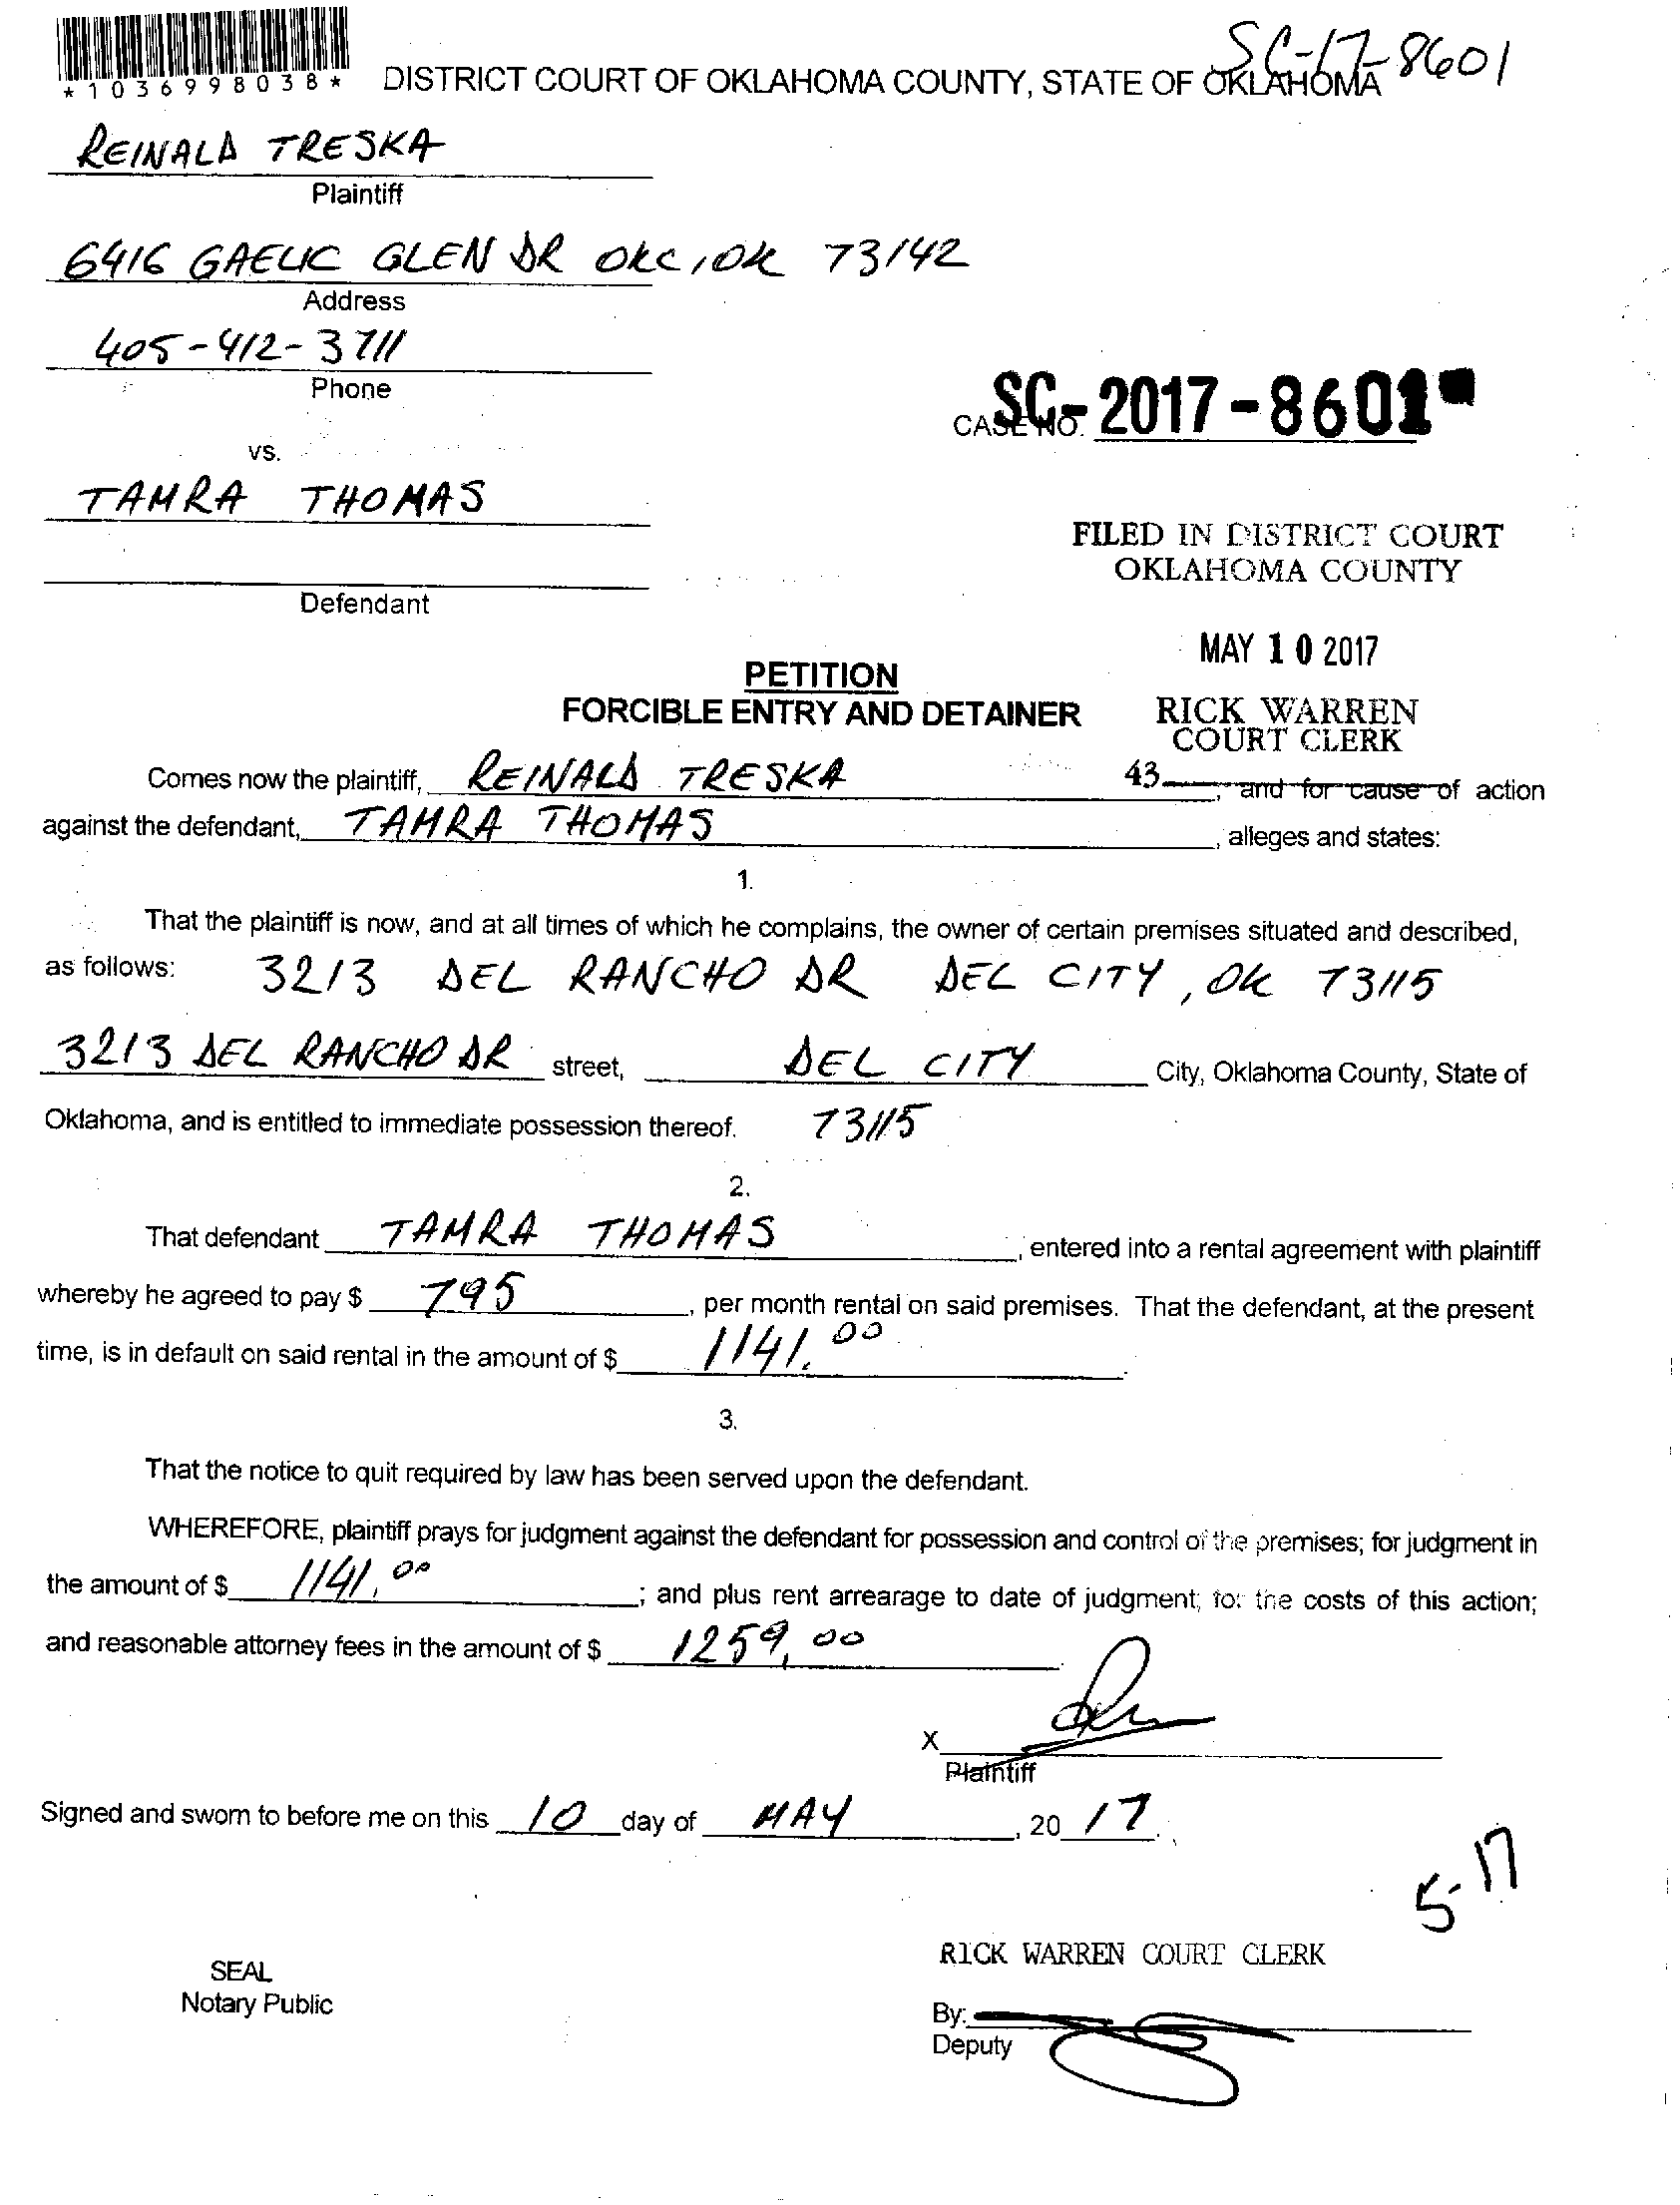 *1036998038*
SC-17-8601
DISTRICT COURT OF OKLAHOMA COUNTY, STATE OF OKLAHOMA
REINALD TRESKA
Plaintiff
6416 GAELIC GLEN DR OKC, OK 73142
Address
405-412-3711
Phone
CASE NO. SC-2017-8601
vs.
TAMRA THOMAS
FILED IN DISTRICT COURT
OKLAHOMA COUNTY
Defendant
MAY 10 2017
PETITION
FORCIBLE ENTRY AND DETAINER
RICK WARREN
COURT CLERK
43
Comes now the plaintiff, REINALD TRESKA, and for cause of action
against the defendant, TAMRA THOMAS, alleges and states:
1.
That the plaintiff is now, and at all times of which he complains, the owner of certain premises situated and described,
as follows: 3213 DEL RANCHO DR DEL CITY, OK 73115
3213 DEL RANCHO DR street, DEL CITY City, Oklahoma County, State of
Oklahoma, and is entitled to immediate possession thereof. 73115
2.
That defendant TAMRA THOMAS, entered into a rental agreement with plaintiff
whereby he agreed to pay $ 795, per month rental on said premises. That the defendant, at the present
time, is in default on said rental in the amount of $ 1141.00.
3.
That the notice to quit required by law has been served upon the defendant.
WHEREFORE, plaintiff prays for judgment against the defendant for possession and control of the premises; for judgment in
the amount of $ 1141.00; and plus rent arrearage to date of judgment; for the costs of this action;
and reasonable attorney fees in the amount of $ 1259.00
X
Plaintiff
Signed and sworn to before me on this 10 day of MAY, 20 17.
5-17
RICK WARREN COURT CLERK
SEAL
Notary Public
By:
Deputy